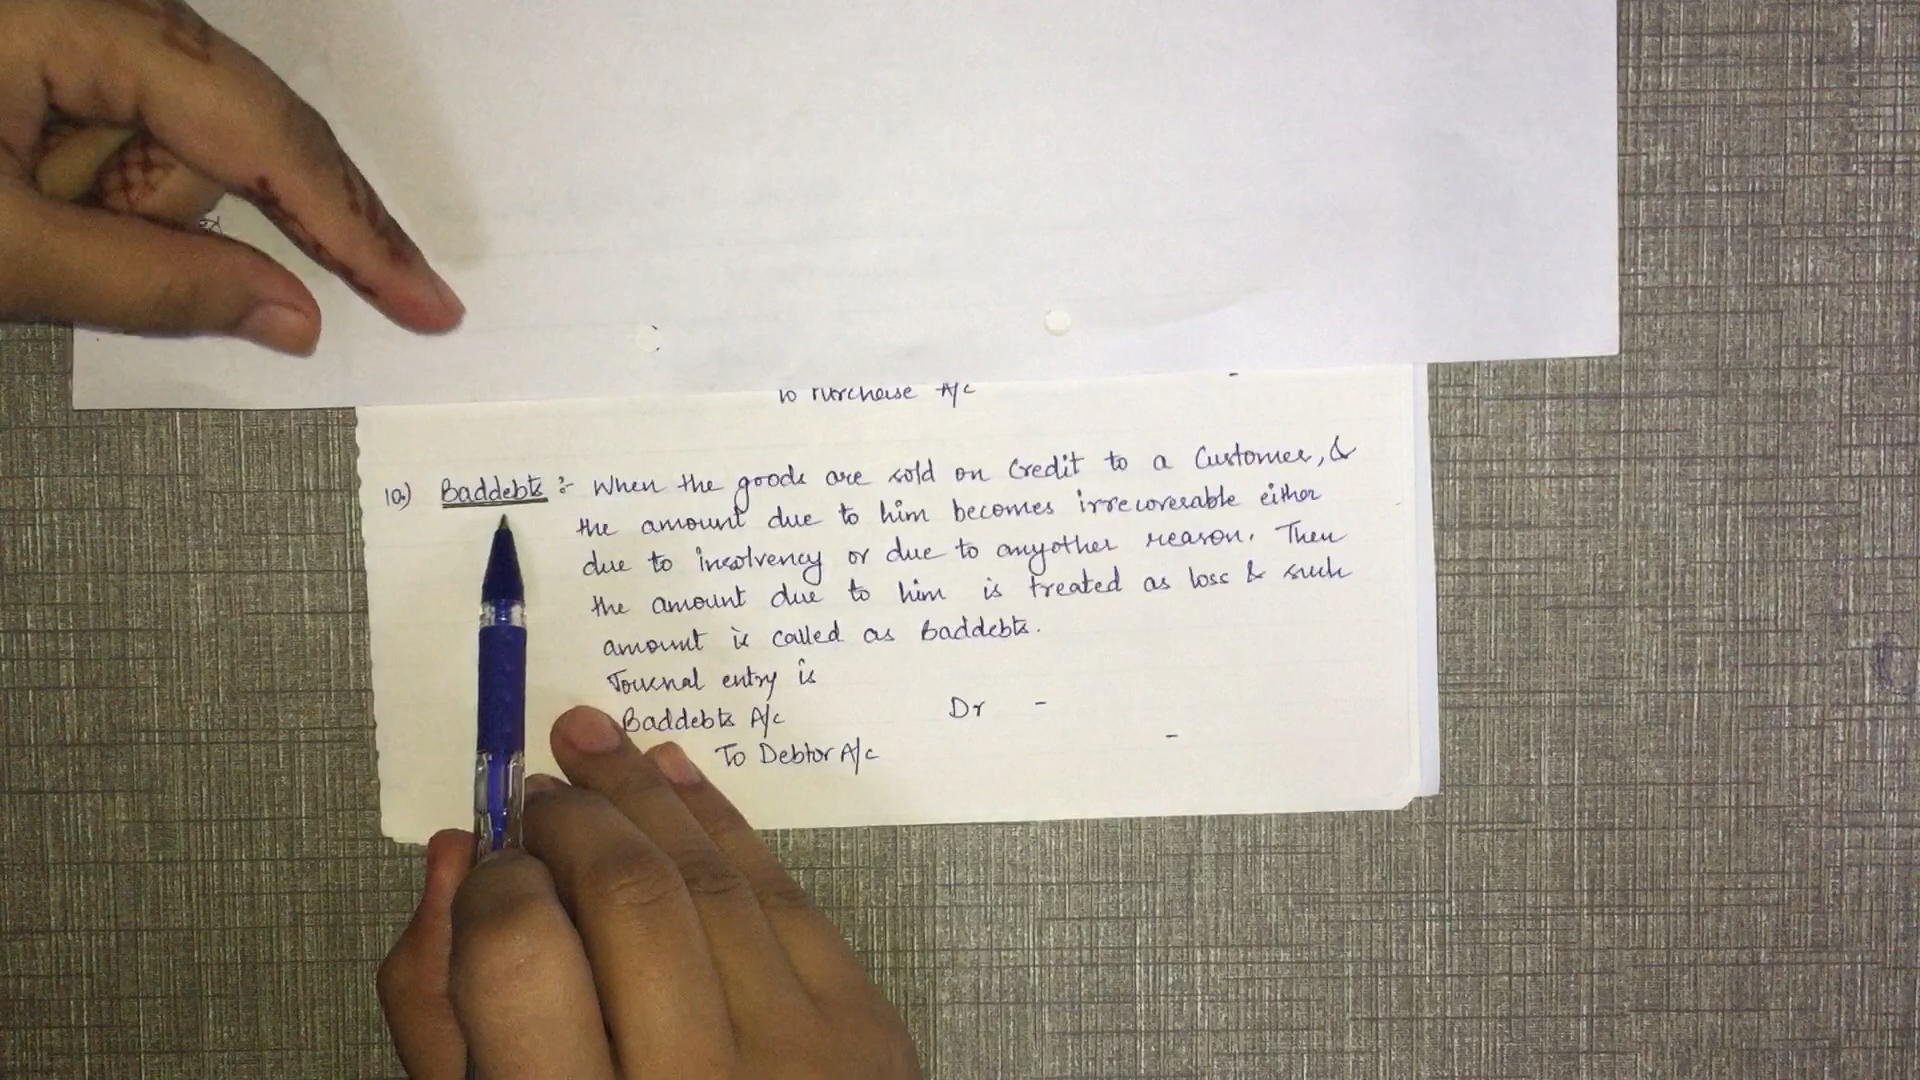 To Purchase A/c
10.) Baddebts :- When the goods are sold on Credit to a Customer, &
the amount due to him becomes irrecoverable either
due to insolvency or due to anyother reason. Then
the amount due to him is treated as loss & such
amount is called as Baddebts.
Journal entry is
Baddebts A/c Dr -
To Debtor A/c -